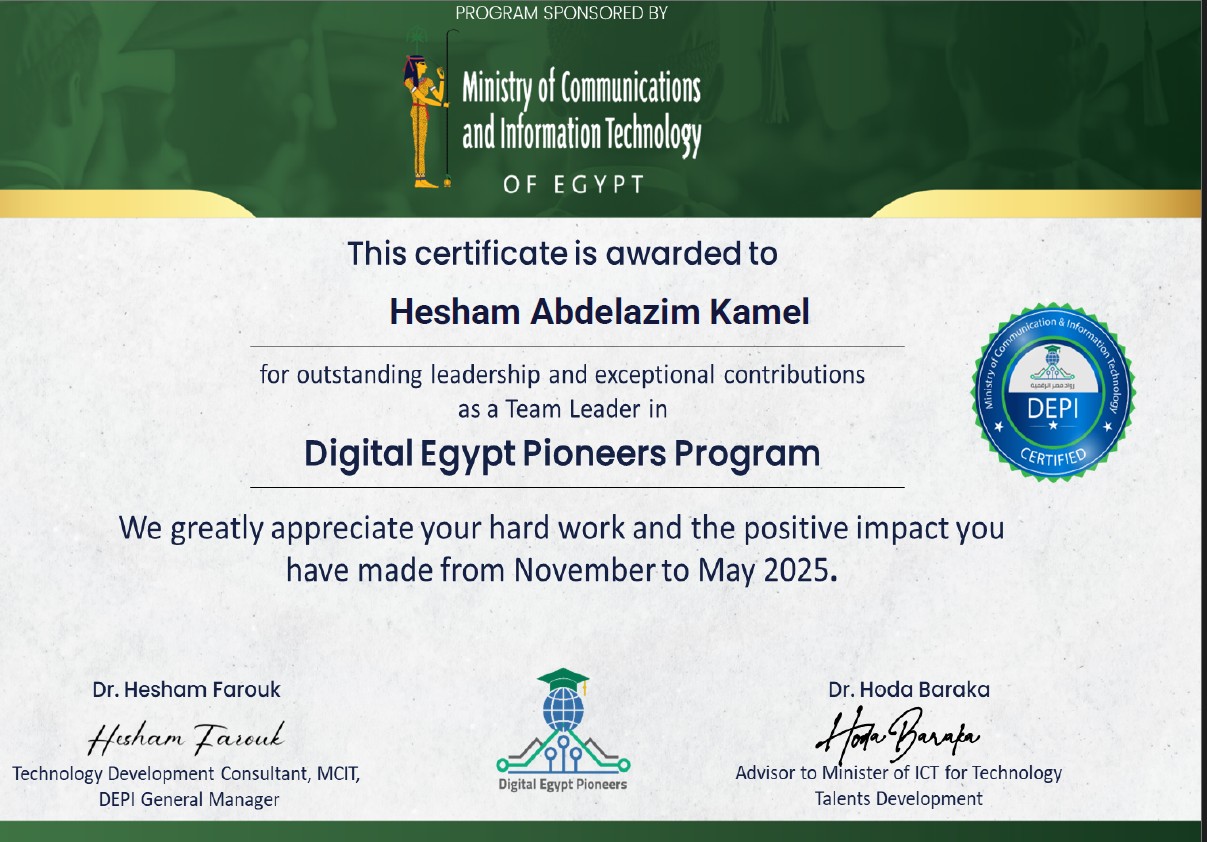 PROGRAM SPONSORED BY
Ministry of Communications
and Information Technology
OF EGYPT
This certificate is awarded to
Hesham Abdelazim Kamel
for outstanding leadership and exceptional contributions
as a Team Leader in
Digital Egypt Pioneers Program
Ministry of Communication & Information Technology
رواد مصر الرقمية
DEPI
CERTIFIED
We greatly appreciate your hard work and the positive impact you
have made from November to May 2025.
Dr. Hesham Farouk
Hesham Farouk
Technology Development Consultant, MCIT,
DEPI General Manager
Digital Egypt Pioneers
Dr. Hoda Baraka
Hoda Baraka
Advisor to Minister of ICT for Technology
Talents Development